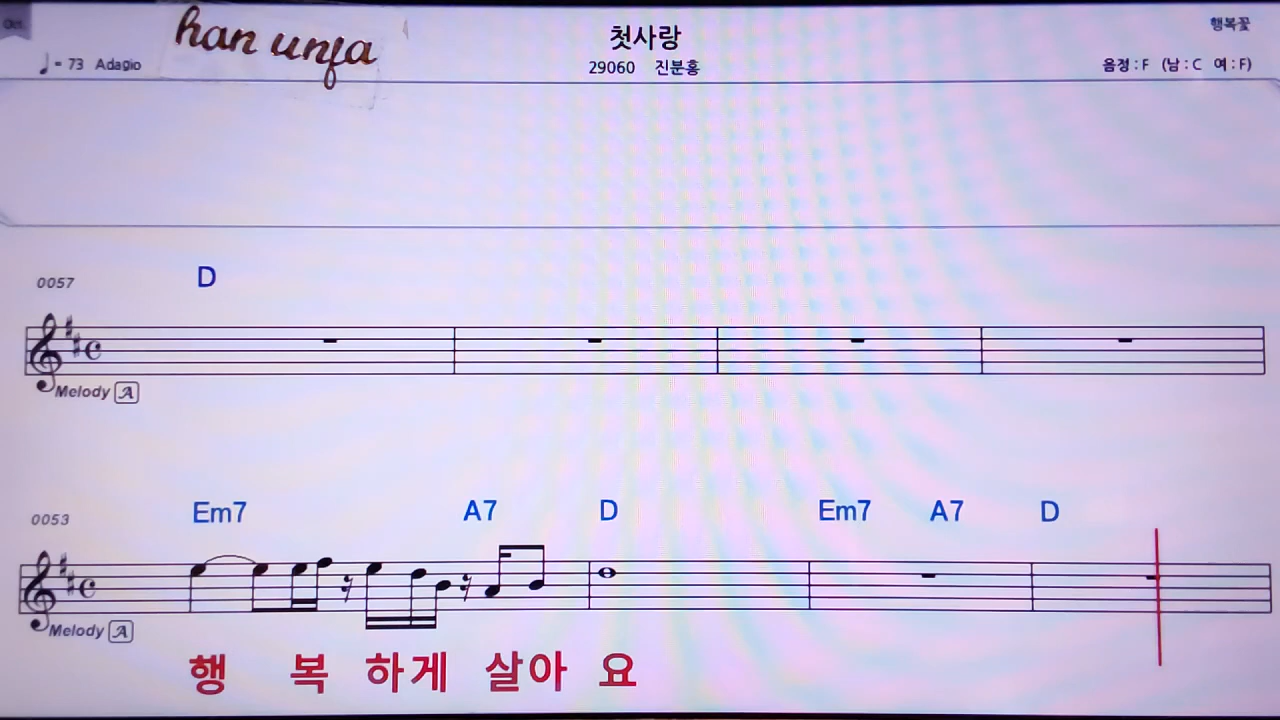 han unfa
첫사랑
행복꽃
♩ = 73 Adagio
29060 진분홍
음정 : F (남 : C 여 : F)
0057
D
Melody A
0053
Em7 A7 D Em7 A7 D
Melody A
행 복 하게 살아 요